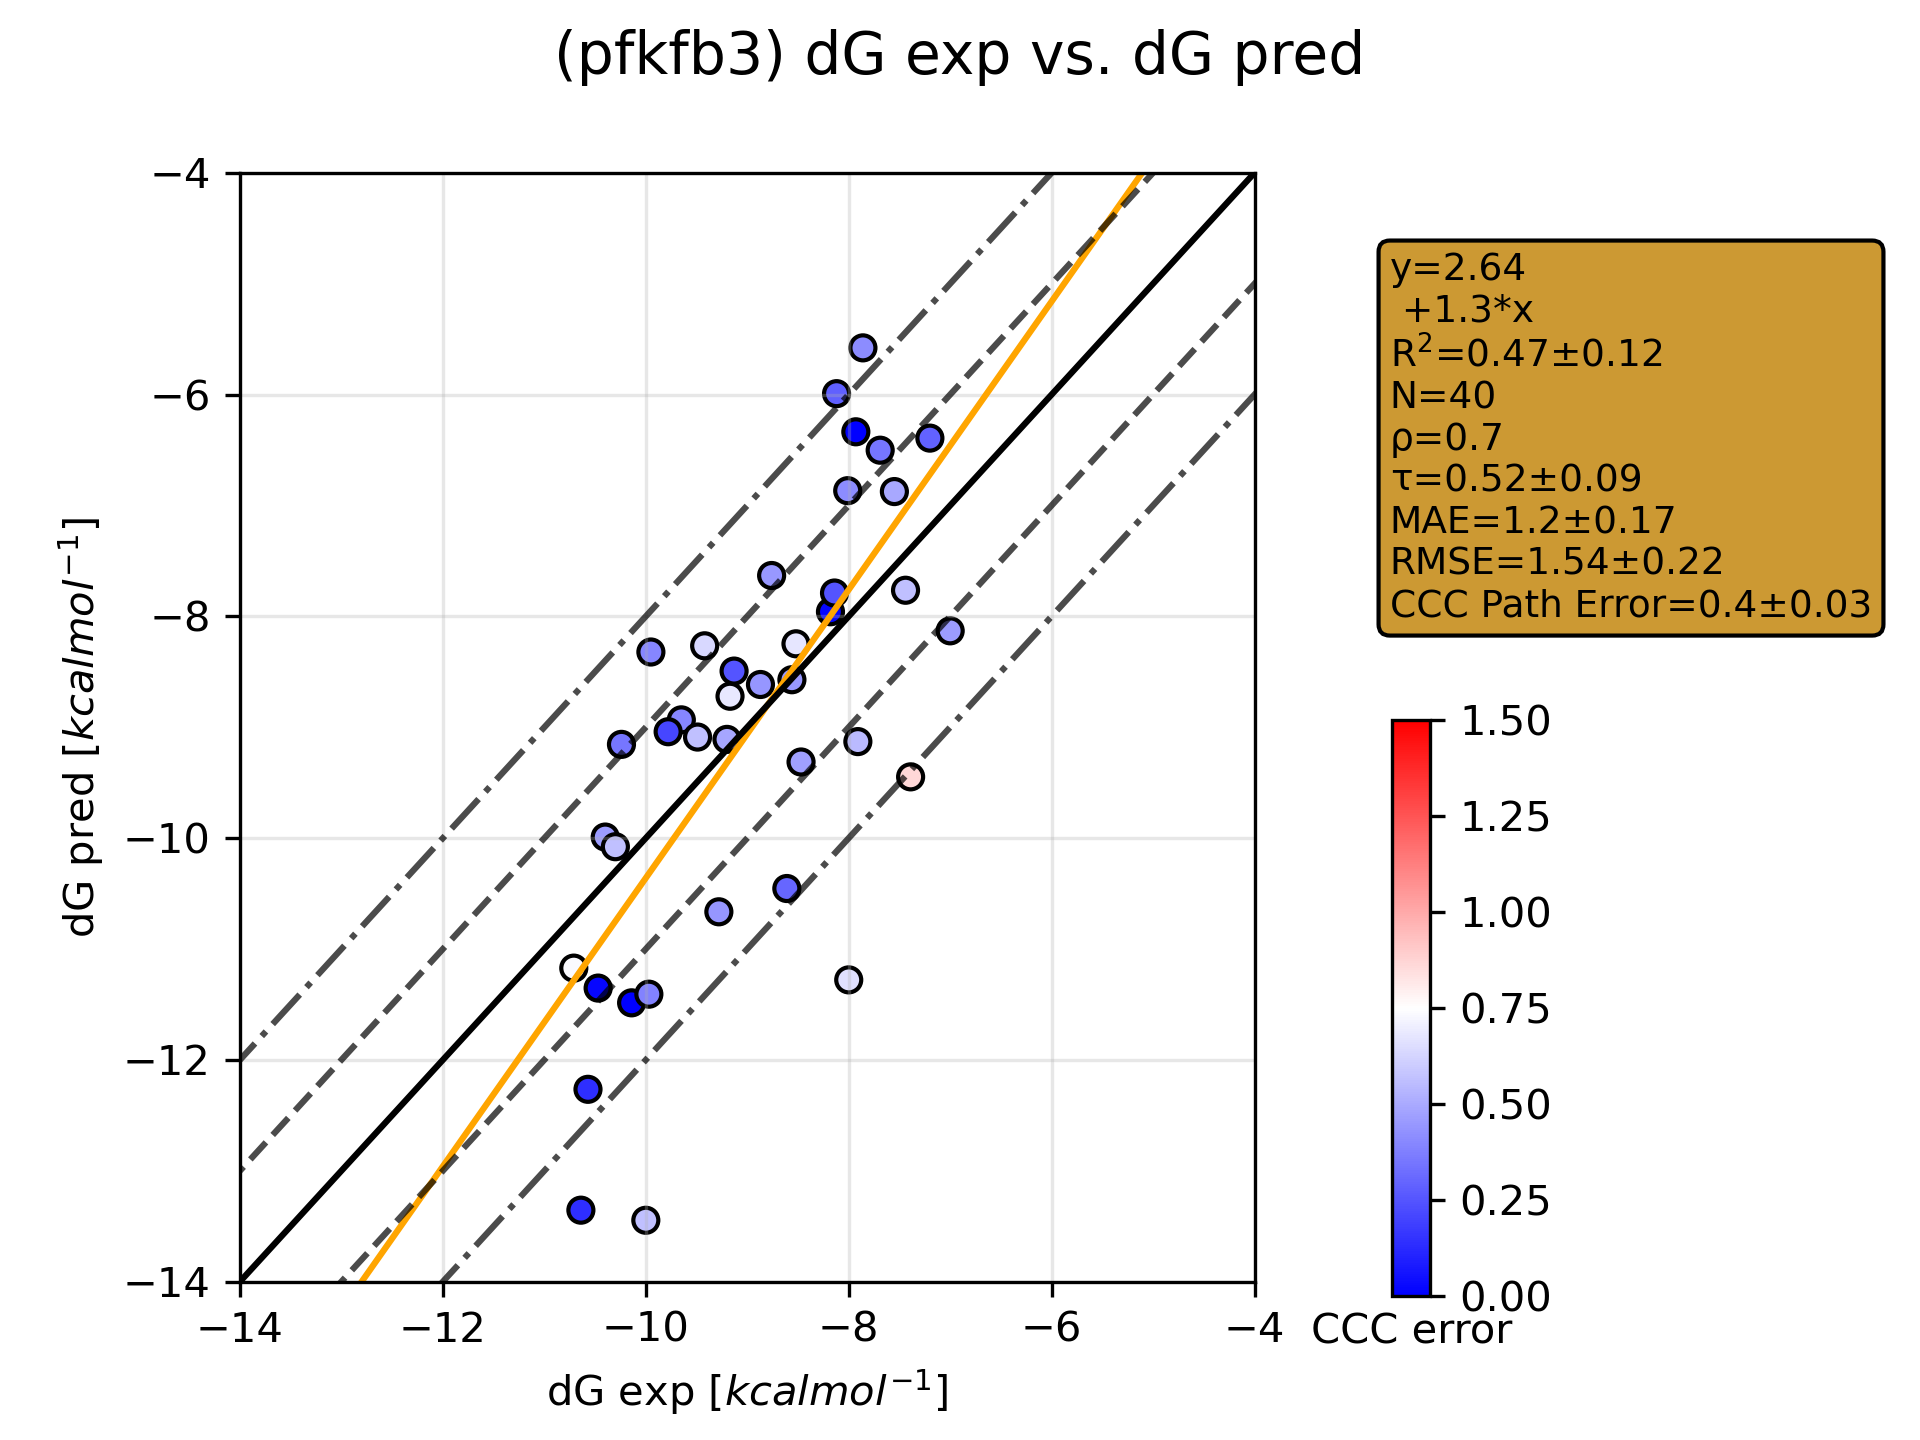 (pfkfb3) dG exp vs. dG pred
−4
−6
−8
−10
−12
−14
dG pred [kcalmol⁻¹]
−14
−12
−10
−8
−6
−4
dG exp [kcalmol⁻¹]
y=2.64
+1.3*x
R²=0.47±0.12
N=40
ρ=0.7
τ=0.52±0.09
MAE=1.2±0.17
RMSE=1.54±0.22
CCC Path Error=0.4±0.03
1.50
1.25
1.00
0.75
0.50
0.25
0.00
CCC error